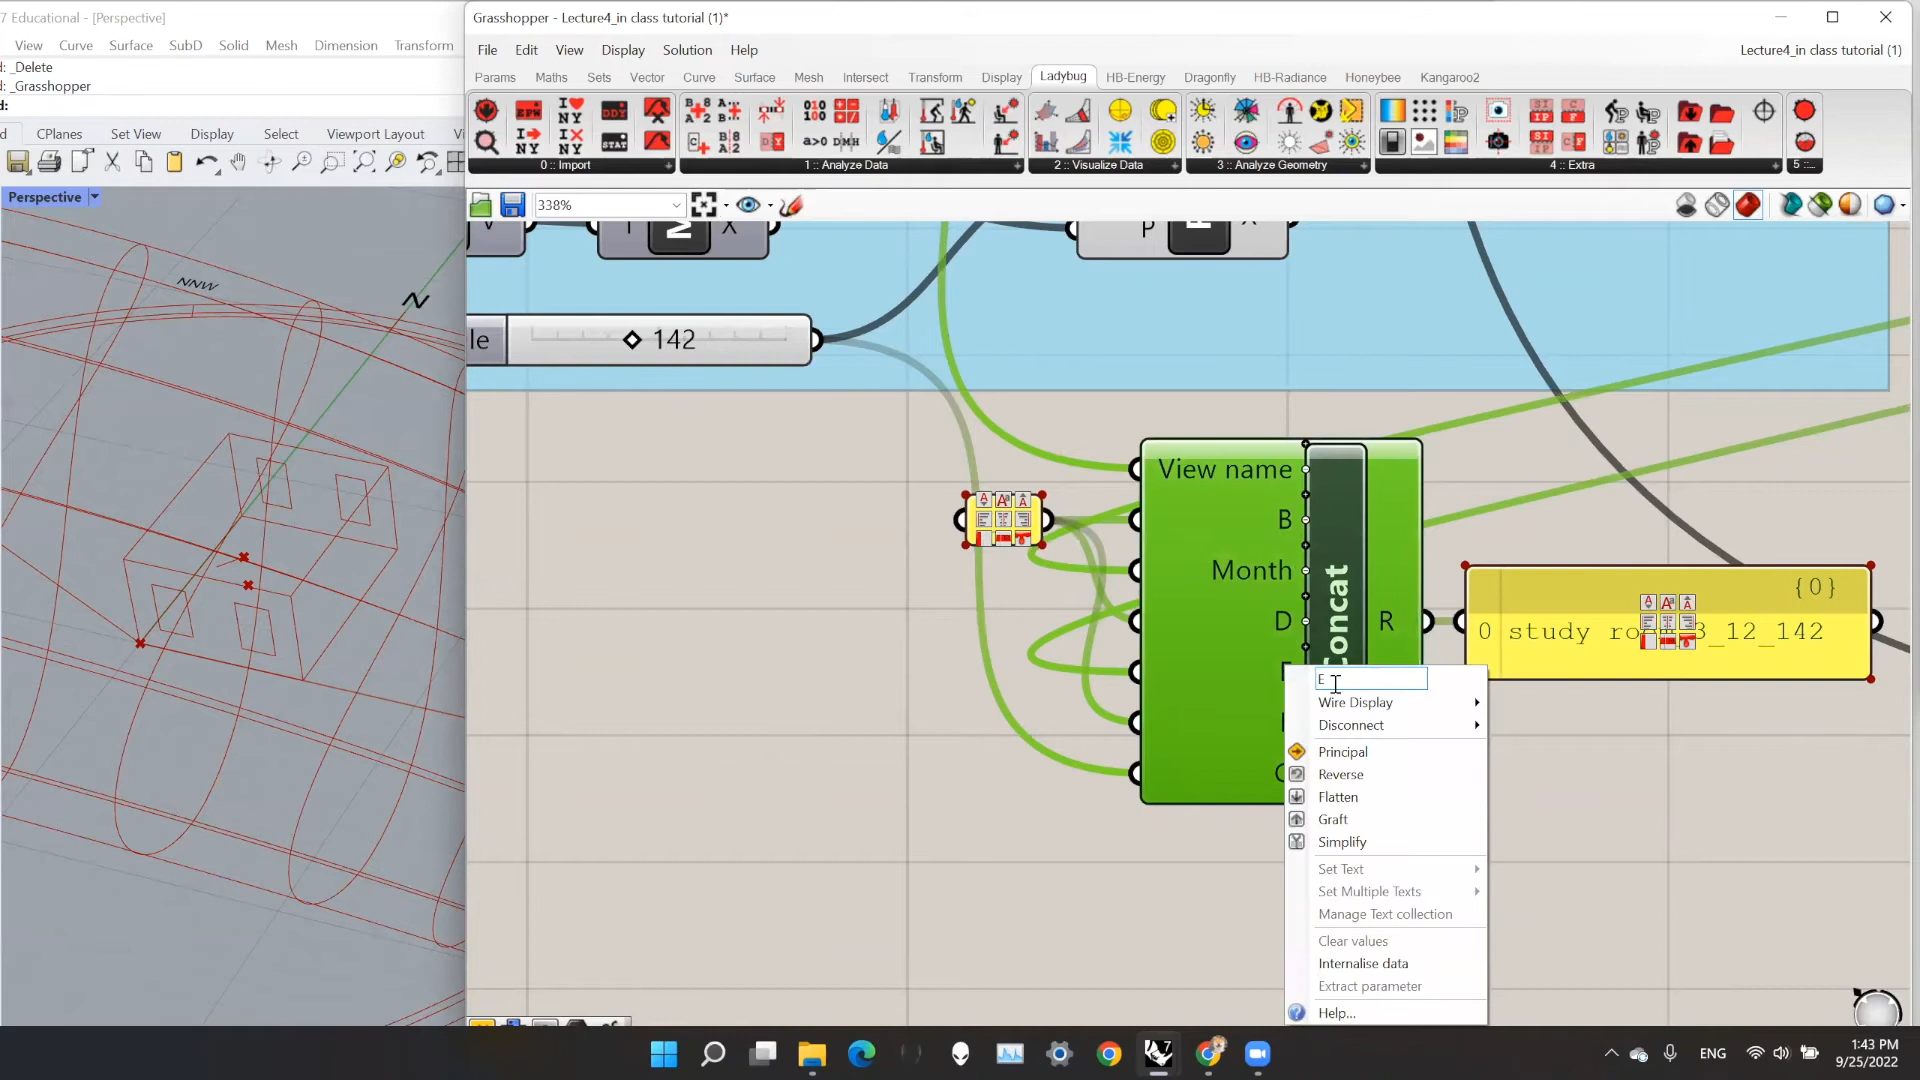 7 Educational - [Perspective]
View Curve Surface SubD Solid Mesh Dimension Transform
d: _Delete
d: _Grasshopper
d:
CPlanes Set View Display Select Viewport Layout
Perspective
NNW
N
Grasshopper - Lecture4_in class tutorial (1)*
File Edit View Display Solution Help
Lecture4_in class tutorial (1)
Params Maths Sets Vector Curve Surface Mesh Intersect Transform Display Ladybug HB-Energy Dragonfly HB-Radiance Honeybee Kangaroo2
0 :: Import
1 :: Analyze Data
2 :: Visualize Data
3 :: Analyze Geometry
4 :: Extra
5 ::
338%
le
142
View name
B
Month
D
R
Concat
{0}
0 study ro 3_12_142
E
Wire Display
Disconnect
Principal
Reverse
Flatten
Graft
Simplify
Set Text
Set Multiple Texts
Manage Text collection
Clear values
Internalise data
Extract parameter
Help...
ENG
1:43 PM
9/25/2022